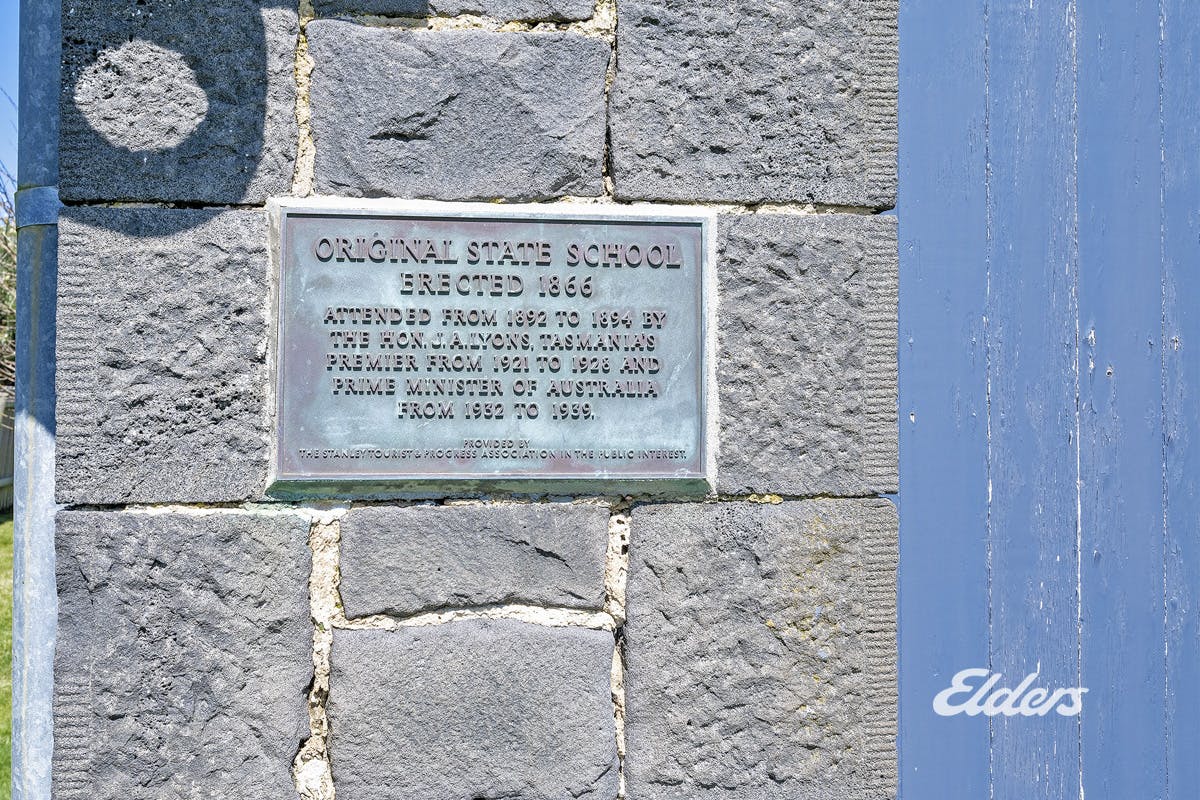 ORIGINAL STATE SCHOOL
ERECTED 1866
ATTENDED FROM 1892 TO 1894 BY
THE HON. J.A.LYONS, TASMANIA'S
PREMIER FROM 1921 TO 1928 AND
PRIME MINISTER OF AUSTRALIA
FROM 1932 TO 1939.
PROVIDED BY
THE STANLEY TOURIST & PROGRESS ASSOCIATION IN THE PUBLIC INTEREST.
Elders